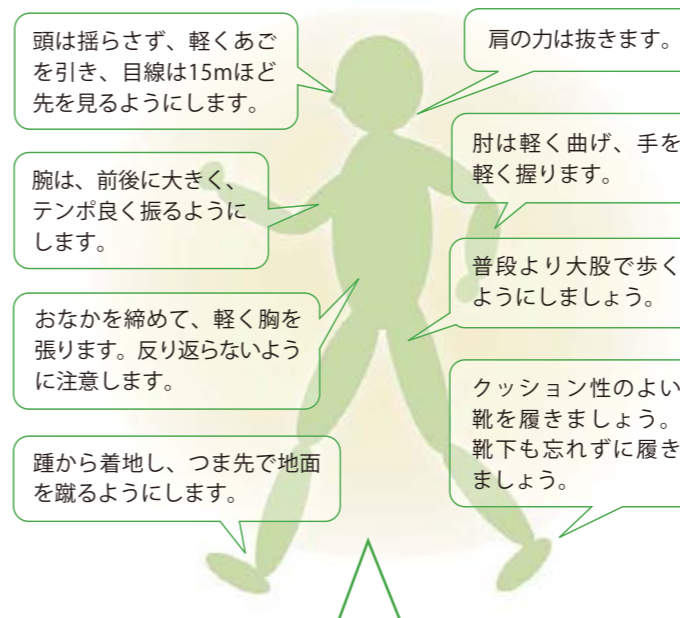 頭は揺らさず、軽くあご
を引き、目線は15mほど
先を見るようにします。
肩の力は抜きます。
腕は、前後に大きく、
テンポ良く振るように
します。
肘は軽く曲げ、手を
軽く握ります。
普段より大股で歩く
ようにしましょう。
おなかを締めて、軽く胸を
張ります。反り返らないよう
に注意します。
クッション性のよい
靴を履きましょう。
靴下も忘れずに履き
ましょう。
踵から着地し、つま先で地面
を蹴るようにします。